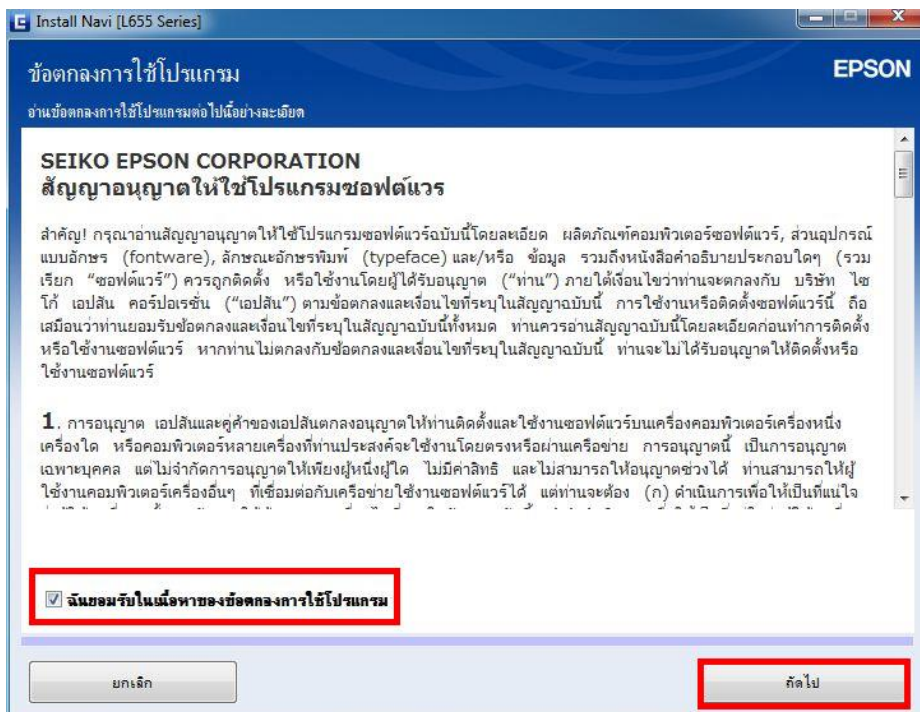 Install Navi [L655 Series]
ข้อตกลงการใช้โปรแกรม
EPSON
อ่านข้อตกลงการใช้โปรแกรมต่อไปนี้อย่างละเอียด
SEIKO EPSON CORPORATION
สัญญาอนุญาตให้ใช้โปรแกรมซอฟต์แวร
สำคัญ! กรุณาอ่านสัญญาอนุญาตให้ใช้โปรแกรมซอฟต์แวร์ฉบับนี้โดยละเอียด ผลิตภัณฑ์คอมพิวเตอร์ซอฟต์แวร์, ส่วนอุปกรณ์
แบบอักษร (fontware), ลักษณะอักษรพิมพ์ (typeface) และ/หรือ ข้อมูล รวมถึงหนังสือคำอธิบายประกอบใดๆ (รวม
เรียก “ซอฟต์แวร์”) ควรถูกติดตั้ง หรือใช้งานโดยผู้ได้รับอนุญาต (“ท่าน”) ภายใต้เงื่อนไขว่าท่านจะตกลงกับ บริษัท ไซ
โก้ เอปสัน คอร์ปอเรชั่น (“เอปสัน”) ตามข้อตกลงและเงื่อนไขที่ระบุในสัญญาฉบับนี้ การใช้งานหรือติดตั้งซอฟต์แวร์นี้ ถือ
เสมือนว่าท่านยอมรับข้อตกลงและเงื่อนไขที่ระบุในสัญญาฉบับนี้ทั้งหมด ท่านควรอ่านสัญญาฉบับนี้โดยละเอียดก่อนทำการติดตั้ง
หรือใช้งานซอฟต์แวร์ หากท่านไม่ตกลงกับข้อตกลงและเงื่อนไขที่ระบุในสัญญาฉบับนี้ ท่านจะไม่ได้รับอนุญาตให้ติดตั้งหรือ
ใช้งานซอฟต์แวร์
1. การอนุญาต เอปสันและคู่ค้าของเอปสันตกลงอนุญาตให้ท่านติดตั้งและใช้งานซอฟต์แวร์บนเครื่องคอมพิวเตอร์เครื่องหนึ่ง
เครื่องใด หรือคอมพิวเตอร์หลายเครื่องที่ท่านประสงค์จะใช้งานโดยตรงหรือผ่านเครือข่าย การอนุญาตนี้ เป็นการอนุญาต
เฉพาะบุคคล แต่ไม่จำกัดการอนุญาตให้เพียงผู้หนึ่งผู้ใด ไม่มีค่าสิทธิ และไม่สามารถให้อนุญาตช่วงได้ ท่านสามารถให้ผู้
ใช้งานคอมพิวเตอร์เครื่องอื่นๆ ที่เชื่อมต่อกับเครือข่ายใช้งานซอฟต์แวร์ได้ แต่ท่านจะต้อง (ก) ดำเนินการเพื่อให้เป็นที่แน่ใจ
ฉันยอมรับในเนื้อหาของข้อตกลงการใช้โปรแกรม
ยกเลิก
ถัดไป